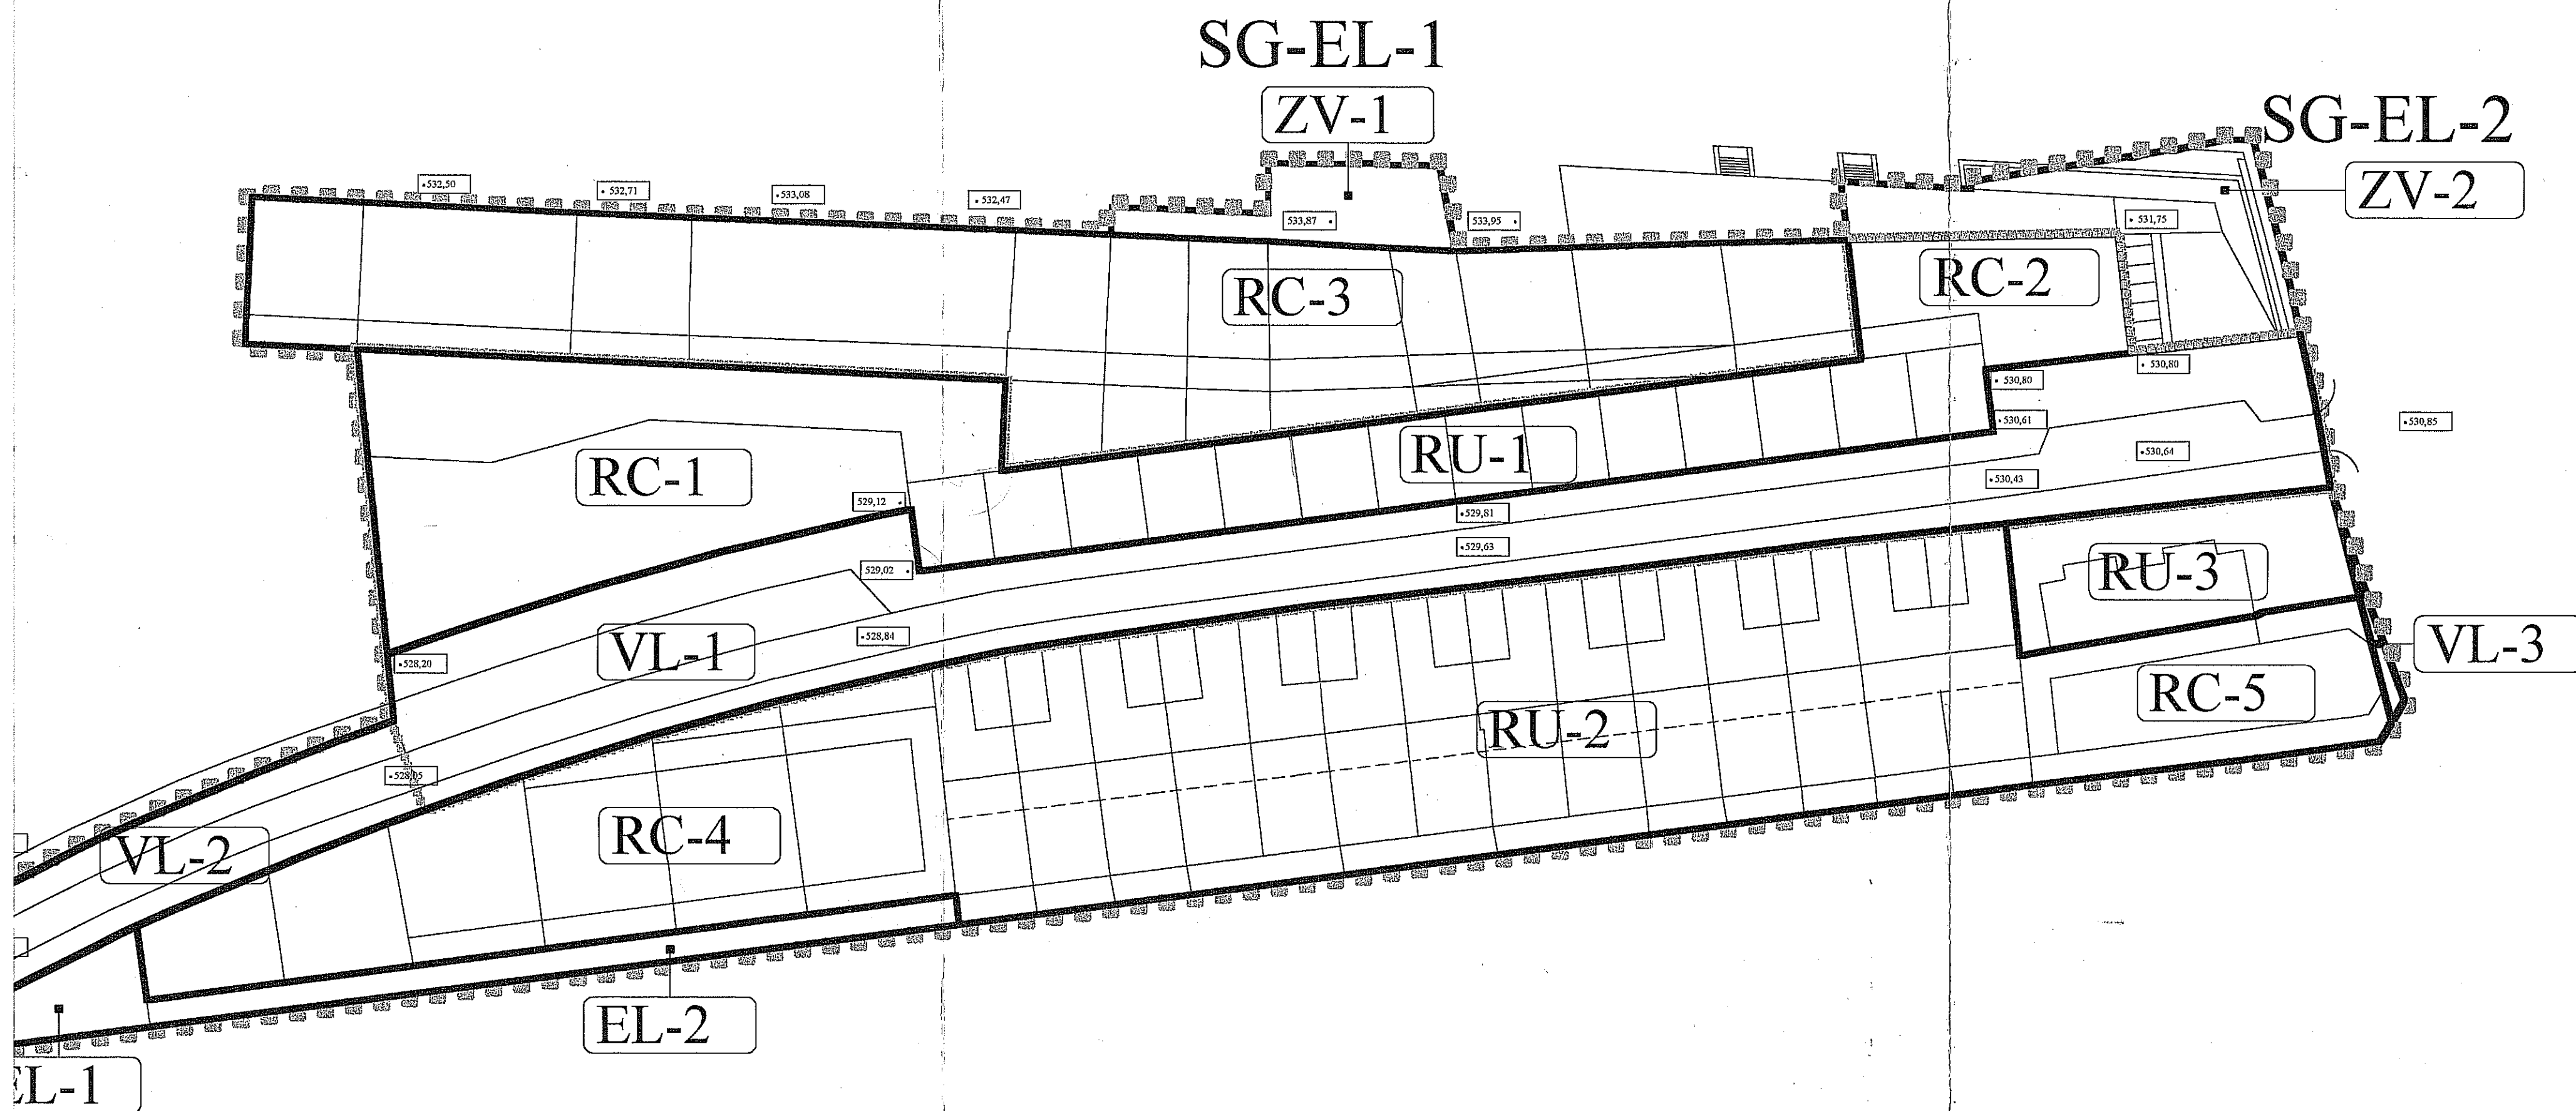 SG-EL-1
ZV-1
SG-EL-2
ZV-2
532,50
532,71
533,08
532,47
533,87
533,95
531,75
RC-3
RC-2
530,80
530,80
530,61
530,85
RU-1
530,64
RC-1
530,43
529,12
529,81
529,63
529,02
RU-3
528,84
VL-1
528,20
VL-3
RC-5
RU-2
528,05
RC-4
VL-2
EL-2
EL-1